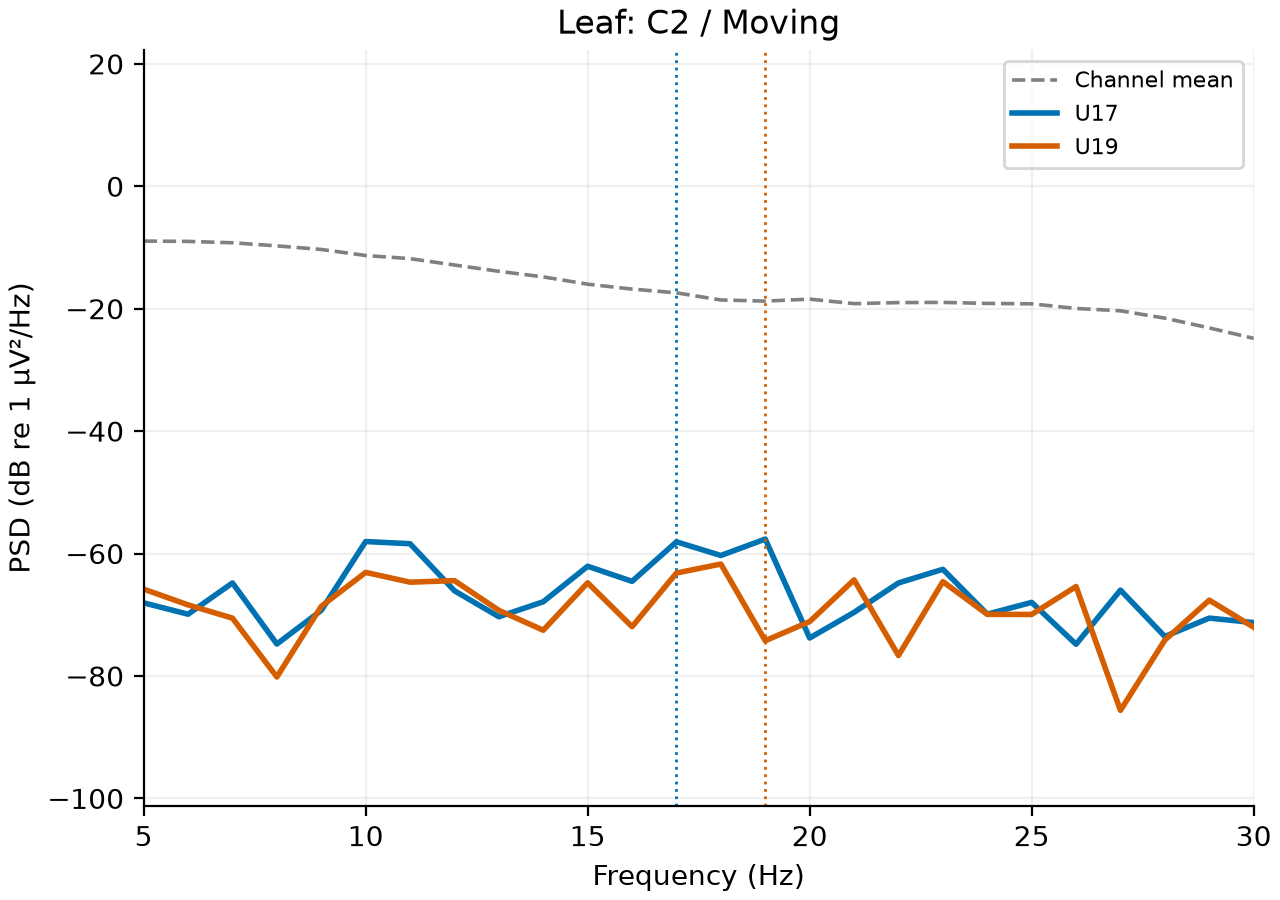 Leaf: C2 / Moving
Channel mean
U17
U19
PSD (dB re 1 µV²/Hz)
20
0
−20
−40
−60
−80
−100
5 10 15 20 25 30
Frequency (Hz)